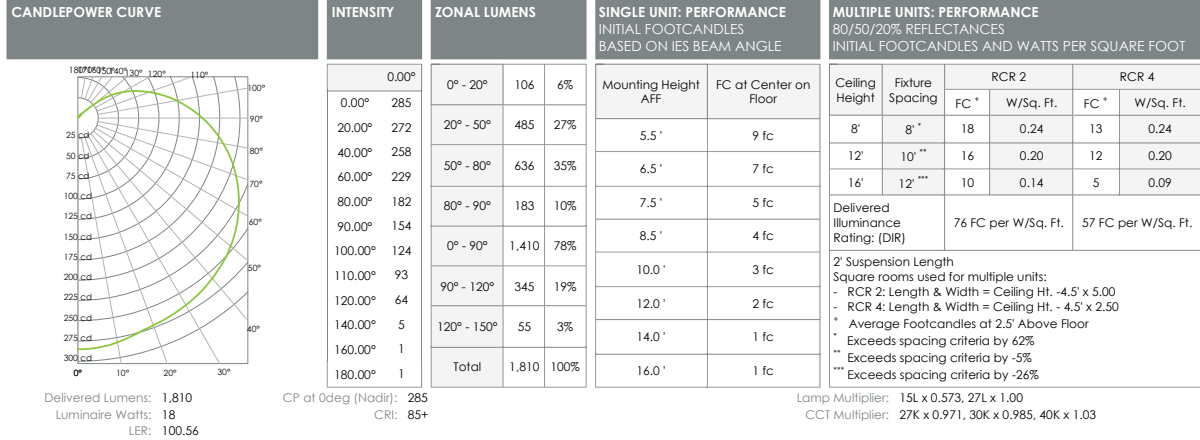 CANDLEPOWER CURVE
INTENSITY
ZONAL LUMENS
SINGLE UNIT: PERFORMANCE
INITIAL FOOTCANDLES
BASED ON IES BEAM ANGLE
MULTIPLE UNITS: PERFORMANCE
80/50/20% REFLECTANCES
INITIAL FOOTCANDLES AND WATTS PER SQUARE FOOT
130° 120° 110°
100°
90°
80°
70°
60°
50°
40°
25 cd
50 cd
75 cd
100 cd
125 cd
150 cd
175 cd
200 cd
225 cd
250 cd
275 cd
300 cd
0° 10° 20° 30°
0.00°
0.00° 285
20.00° 272
40.00° 258
60.00° 229
80.00° 182
90.00° 154
100.00° 124
110.00° 93
120.00° 64
140.00° 5
160.00° 1
180.00° 1
0° - 20° 106 6%
20° - 50° 485 27%
50° - 80° 636 35%
80° - 90° 183 10%
0° - 90° 1,410 78%
90° - 120° 345 19%
120° - 150° 55 3%
Total 1,810 100%
Mounting Height AFF
FC at Center on Floor
5.5 ' 9 fc
6.5 ' 7 fc
7.5 ' 5 fc
8.5 ' 4 fc
10.0 ' 3 fc
12.0 ' 2 fc
14.0 ' 1 fc
16.0 ' 1 fc
Ceiling Height
Fixture Spacing
RCR 2 RCR 4
FC + W/Sq. Ft. FC + W/Sq. Ft.
8' 8' * 18 0.24 13 0.24
12' 10' ** 16 0.20 12 0.20
16' 12' *** 10 0.14 5 0.09
Delivered
Illuminance
Rating: (DIR)
76 FC per W/Sq. Ft. 57 FC per W/Sq. Ft.
2' Suspension Length
Square rooms used for multiple units:
- RCR 2: Length & Width = Ceiling Ht. -4.5' x 5.00
- RCR 4: Length & Width = Ceiling Ht. - 4.5' x 2.50
+ Average Footcandles at 2.5' Above Floor
* Exceeds spacing criteria by 62%
** Exceeds spacing criteria by -5%
*** Exceeds spacing criteria by -26%
Delivered Lumens: 1,810
Luminaire Watts: 18
LER: 100.56
CP at 0deg (Nadir): 285
CRI: 85+
Lamp Multiplier: 15L x 0.573, 27L x 1.00
CCT Multiplier: 27K x 0.971, 30K x 0.985, 40K x 1.03